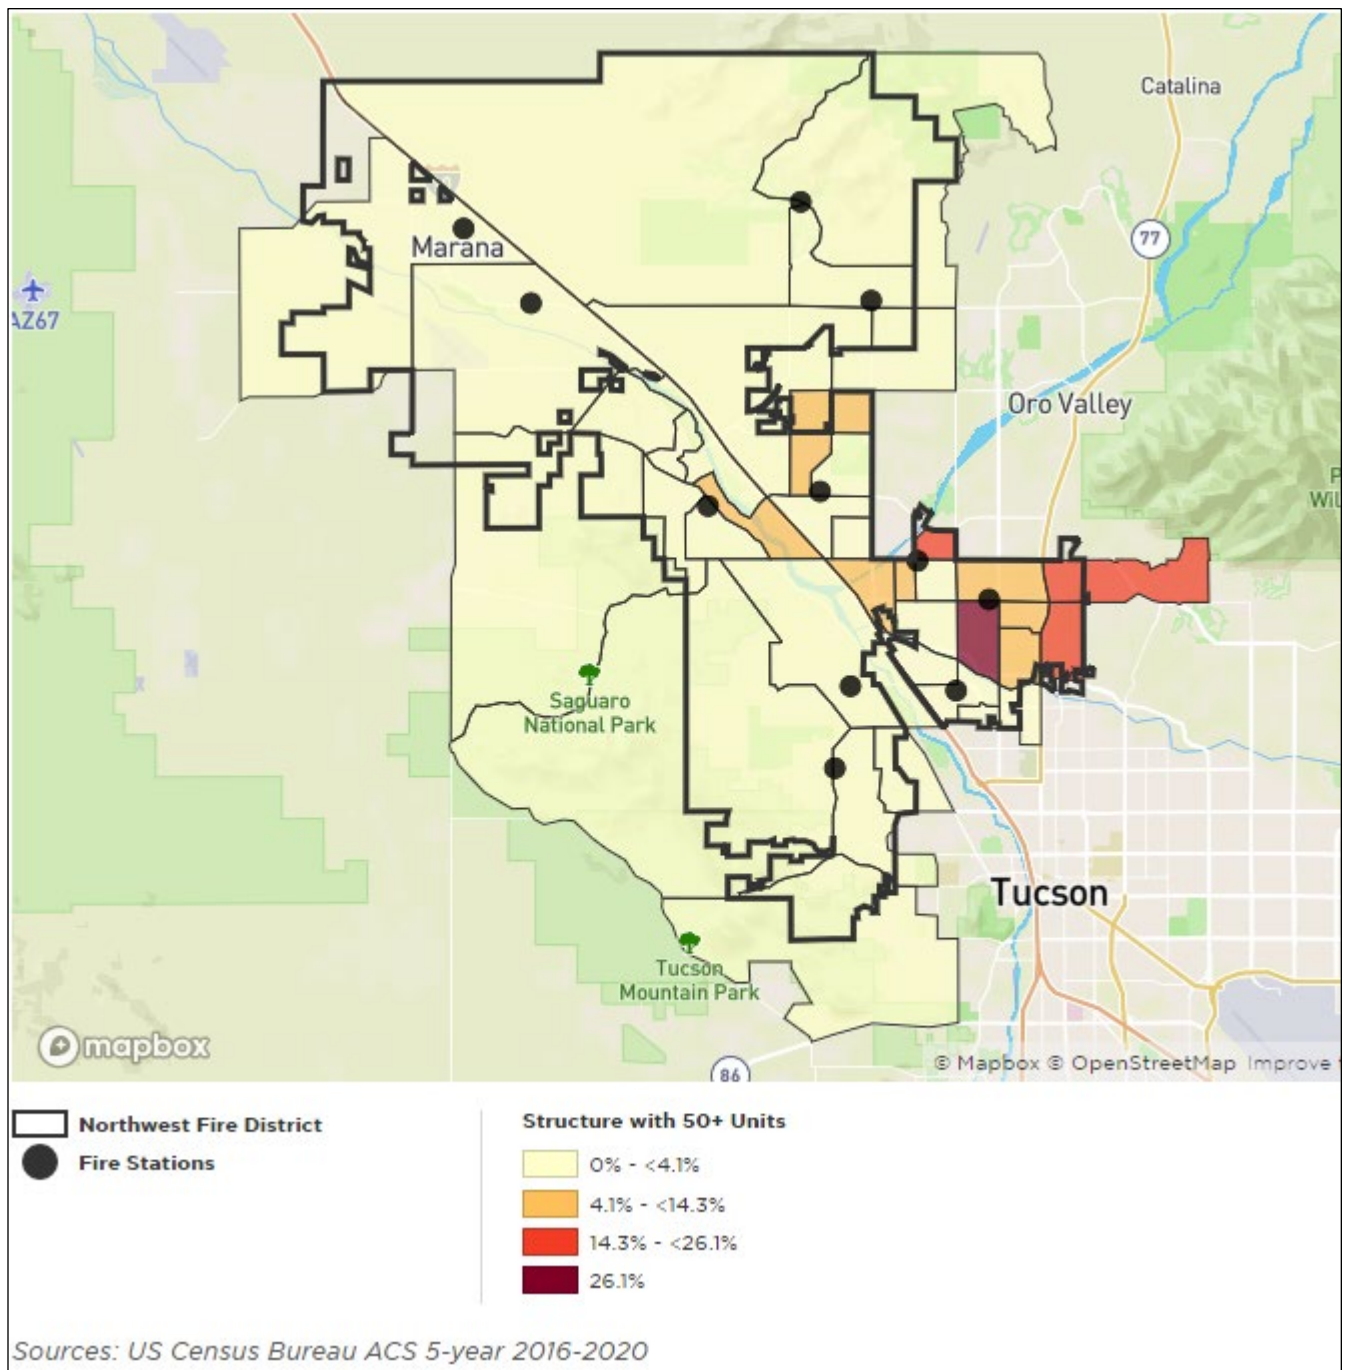 Catalina
77
Marana
AZ67
Oro Valley
Saguaro
National Park
Tucson
Tucson
Mountain Park
mapbox
© Mapbox © OpenStreetMap Improve
86
Northwest Fire District
Fire Stations
Structure with 50+ Units
0% - <4.1%
4.1% - <14.3%
14.3% - <26.1%
26.1%
Sources: US Census Bureau ACS 5-year 2016-2020